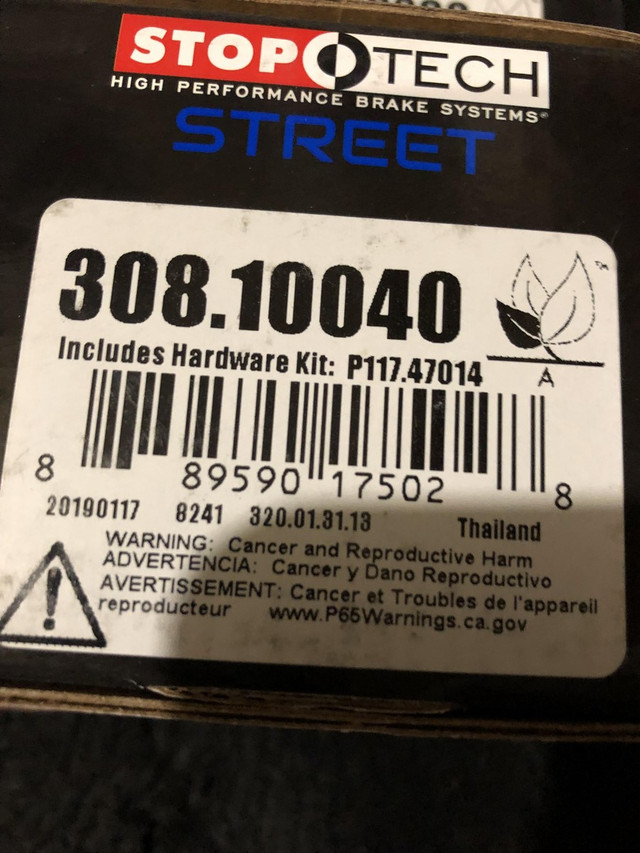 STOPTECH
HIGH PERFORMANCE BRAKE SYSTEMS®
STREET
308.10040
Includes Hardware Kit: P117.47014
A
8 89590 17502 8
20190117 8241 320.01.31.13 Thailand
WARNING: Cancer and Reproductive Harm
ADVERTENCIA: Cancer y Dano Reproductivo
AVERTISSEMENT: Cancer et Troubles de l'appareil
reproducteur www.P65Warnings.ca.gov